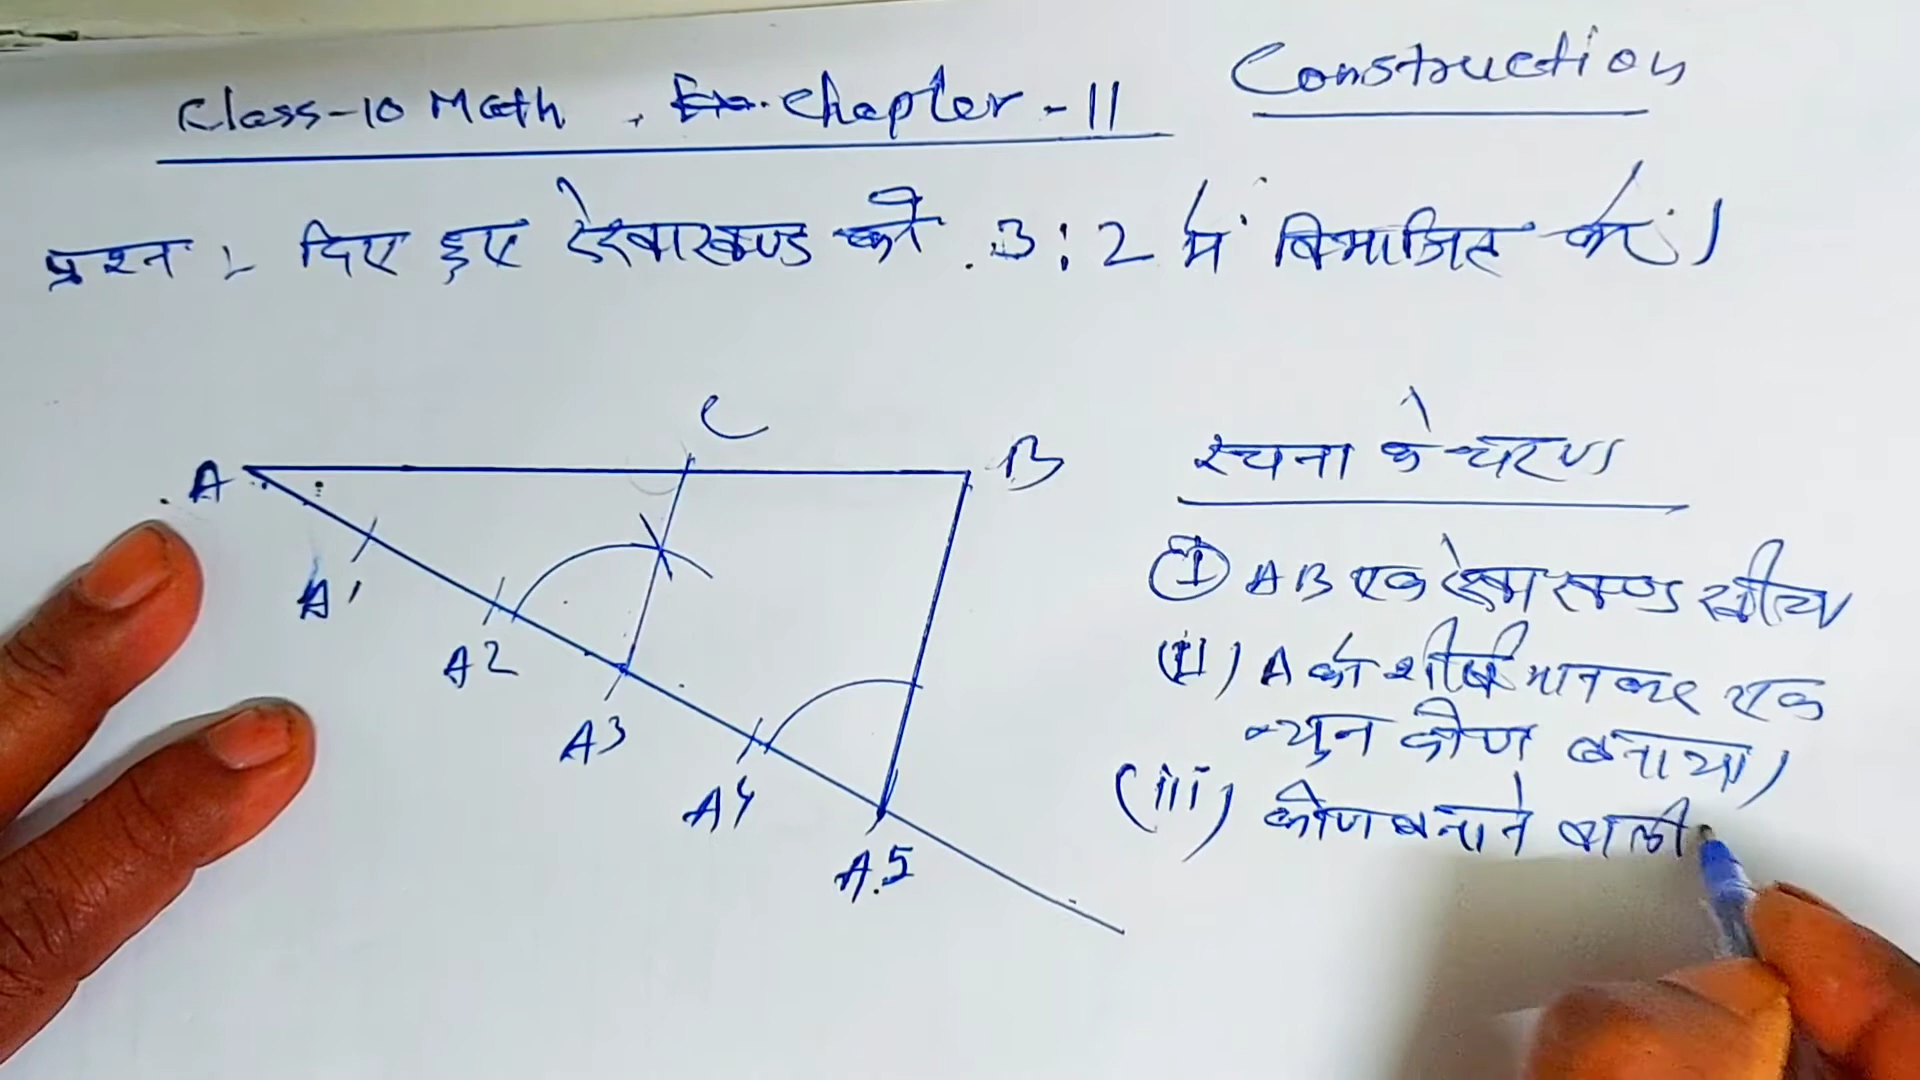 Class-10 Math . Ex. Chapter-11 Construction
प्रश्न :- दिए हुए रेखाखण्ड को 3:2 में विभाजित करें।
C
A
B
A1
A2
A3
A4
A5
रचना के चरण
(I) AB एक रेखा खण्ड खींचा
(ii) A को शीर्ष मानकर एक
न्युन कोण बनाया।
(iii) कोण बनाने वाली